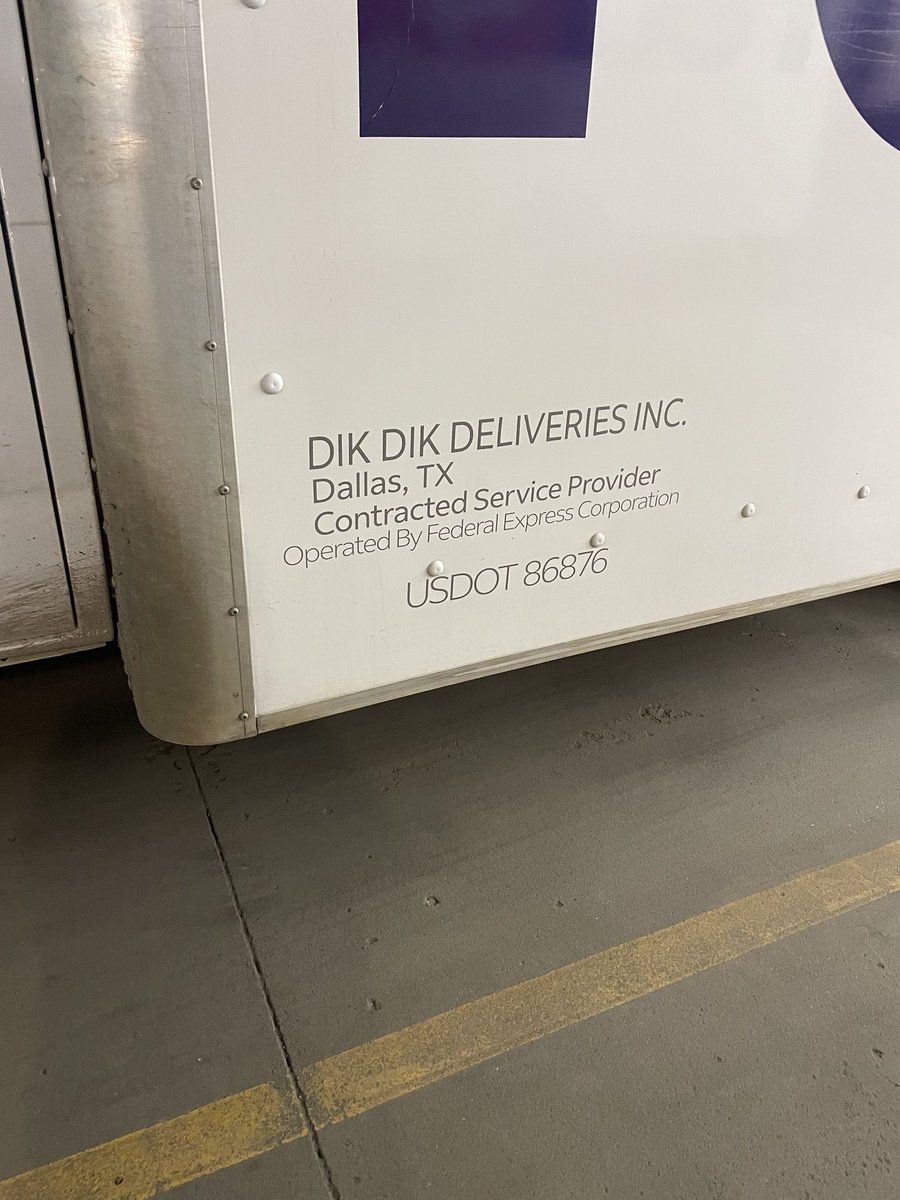 DIK DIK DELIVERIES INC.
Dallas, TX
Contracted Service Provider
Operated By Federal Express Corporation
USDOT 86876